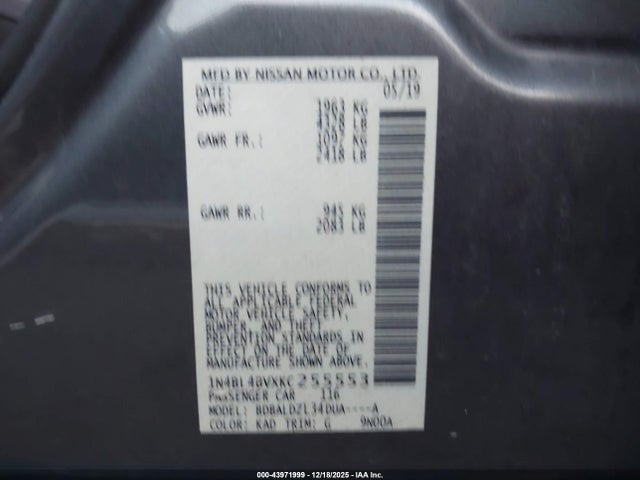 MFD BY NISSAN MOTOR CO., LTD.
DATE: 05/19
GVWR: 1963 KG
4328 LB
GAWR FR.: 1097 KG
2418 LB
GAWR RR.: 945 KG
2083 LB
THIS VEHICLE CONFORMS TO
ALL APPLICABLE FEDERAL
MOTOR VEHICLE SAFETY,
BUMPER, AND THEFT
PREVENTION STANDARDS IN
EFFECT ON THE DATE OF
MANUFACTURE SHOWN ABOVE.
1N4BL4BVXKC255553
PASSENGER CAR 116
MODEL: BDBALDZL34DUA----A
COLOR: KAD TRIM: G 9N00A
000-43971999 - 12/18/2025 - IAA Inc.